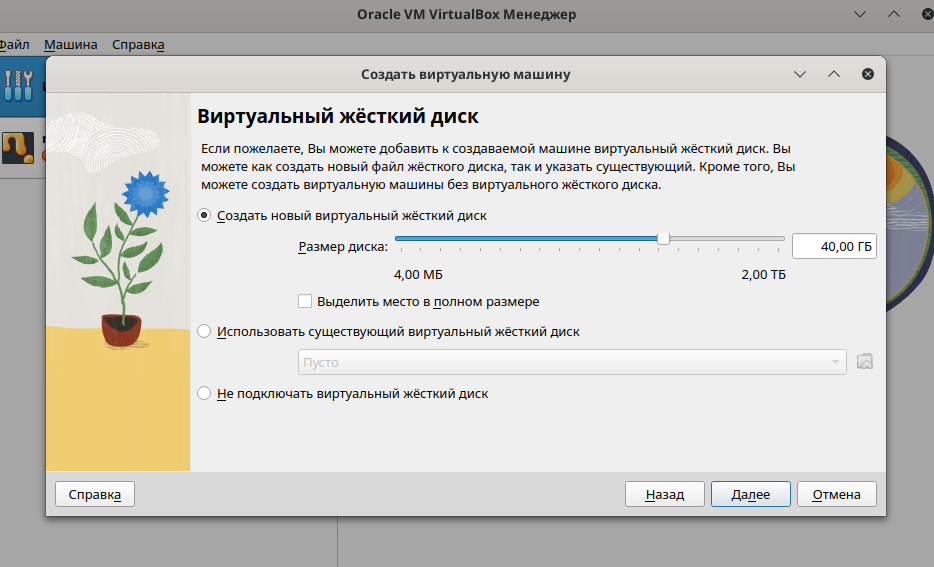 Oracle VM VirtualBox Менеджер
Файл Машина Справка
Создать виртуальную машину
Виртуальный жёсткий диск
Если пожелаете, Вы можете добавить к создаваемой машине виртуальный жёсткий диск. Вы
можете как создать новый файл жёсткого диска, так и указать существующий. Кроме того, Вы
можете создать виртуальную машины без виртуального жёсткого диска.
Создать новый виртуальный жёсткий диск
Размер диска: 40,00 ГБ
4,00 МБ 2,00 ТБ
Выделить место в полном размере
Использовать существующий виртуальный жёсткий диск
Пусто
Не подключать виртуальный жёсткий диск
Справка Назад Далее Отмена